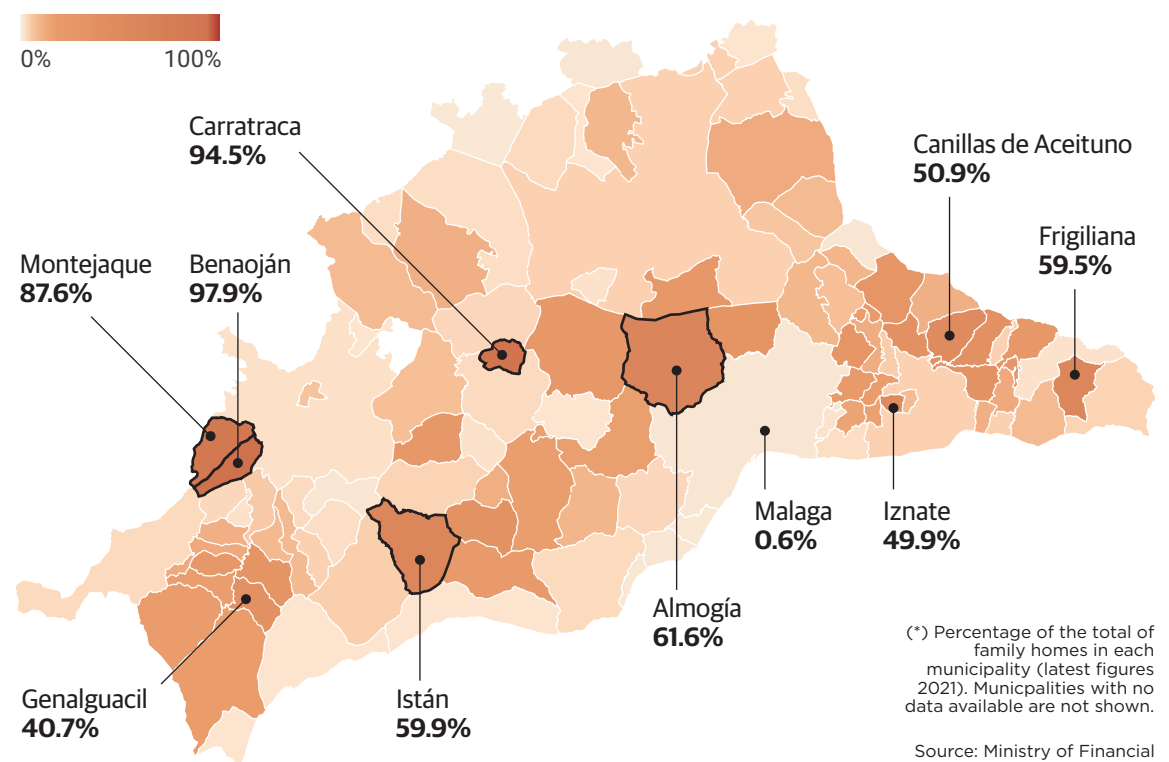 0%
100%
Carratraca
94.5%
Canillas de Aceituno
50.9%
Frigiliana
59.5%
Montejaque
87.6%
Benaoján
97.9%
Malaga
0.6%
Iznate
49.9%
Almogía
61.6%
Genalguacil
40.7%
Istán
59.9%
(*) Percentage of the total of
family homes in each
municipality (latest figures
2021). Municpalities with no
data available are not shown.
Source: Ministry of Financial